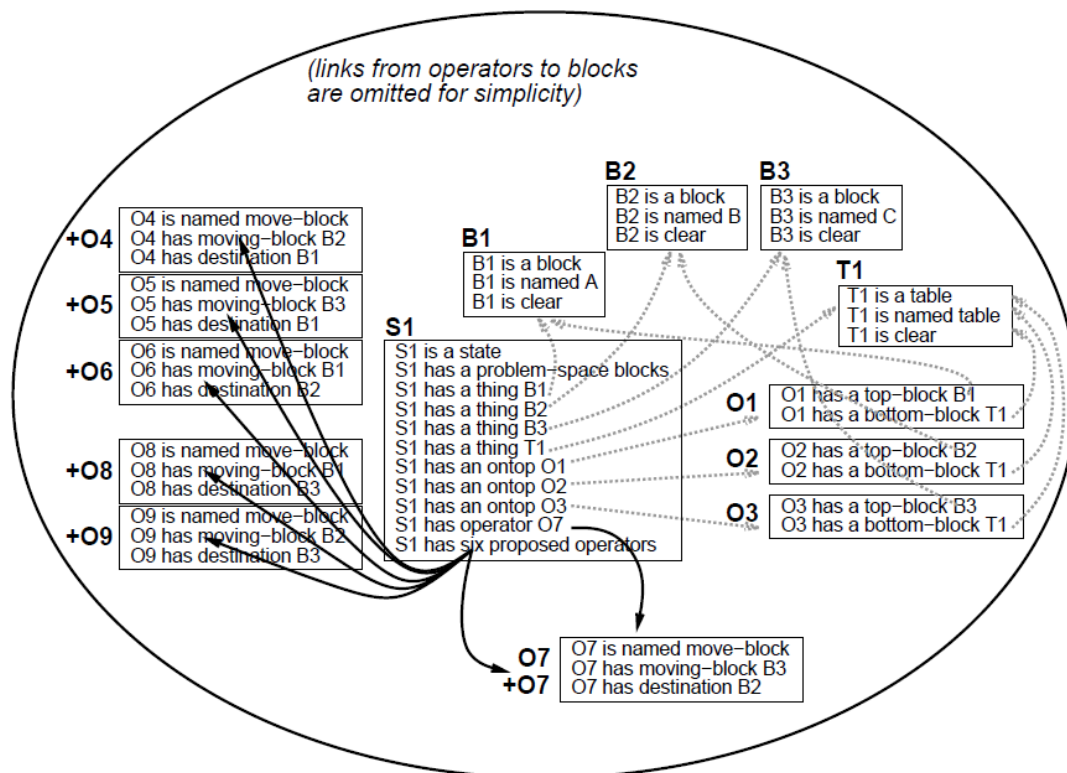 (links from operators to blocks
are omitted for simplicity)
B2
B2 is a block
B2 is named B
B2 is clear
B3
B3 is a block
B3 is named C
B3 is clear
+O4
O4 is named move−block
O4 has moving−block B2
O4 has destination B1
B1
B1 is a block
B1 is named A
B1 is clear
T1
T1 is a table
T1 is named table
T1 is clear
+O5
O5 is named move−block
O5 has moving−block B3
O5 has destination B1
S1
S1 is a state
S1 has a problem−space blocks
S1 has a thing B1
S1 has a thing B2
S1 has a thing B3
S1 has a thing T1
S1 has an ontop O1
S1 has an ontop O2
S1 has an ontop O3
S1 has operator O7
S1 has six proposed operators
+O6
O6 is named move−block
O6 has moving−block B1
O6 has destination B2
O1
O1 has a top−block B1
O1 has a bottom−block T1
+O8
O8 is named move−block
O8 has moving−block B1
O8 has destination B3
O2
O2 has a top−block B2
O2 has a bottom−block T1
O3
O3 has a top−block B3
O3 has a bottom−block T1
+O9
O9 is named move−block
O9 has moving−block B2
O9 has destination B3
O7
+O7
O7 is named move−block
O7 has moving−block B3
O7 has destination B2